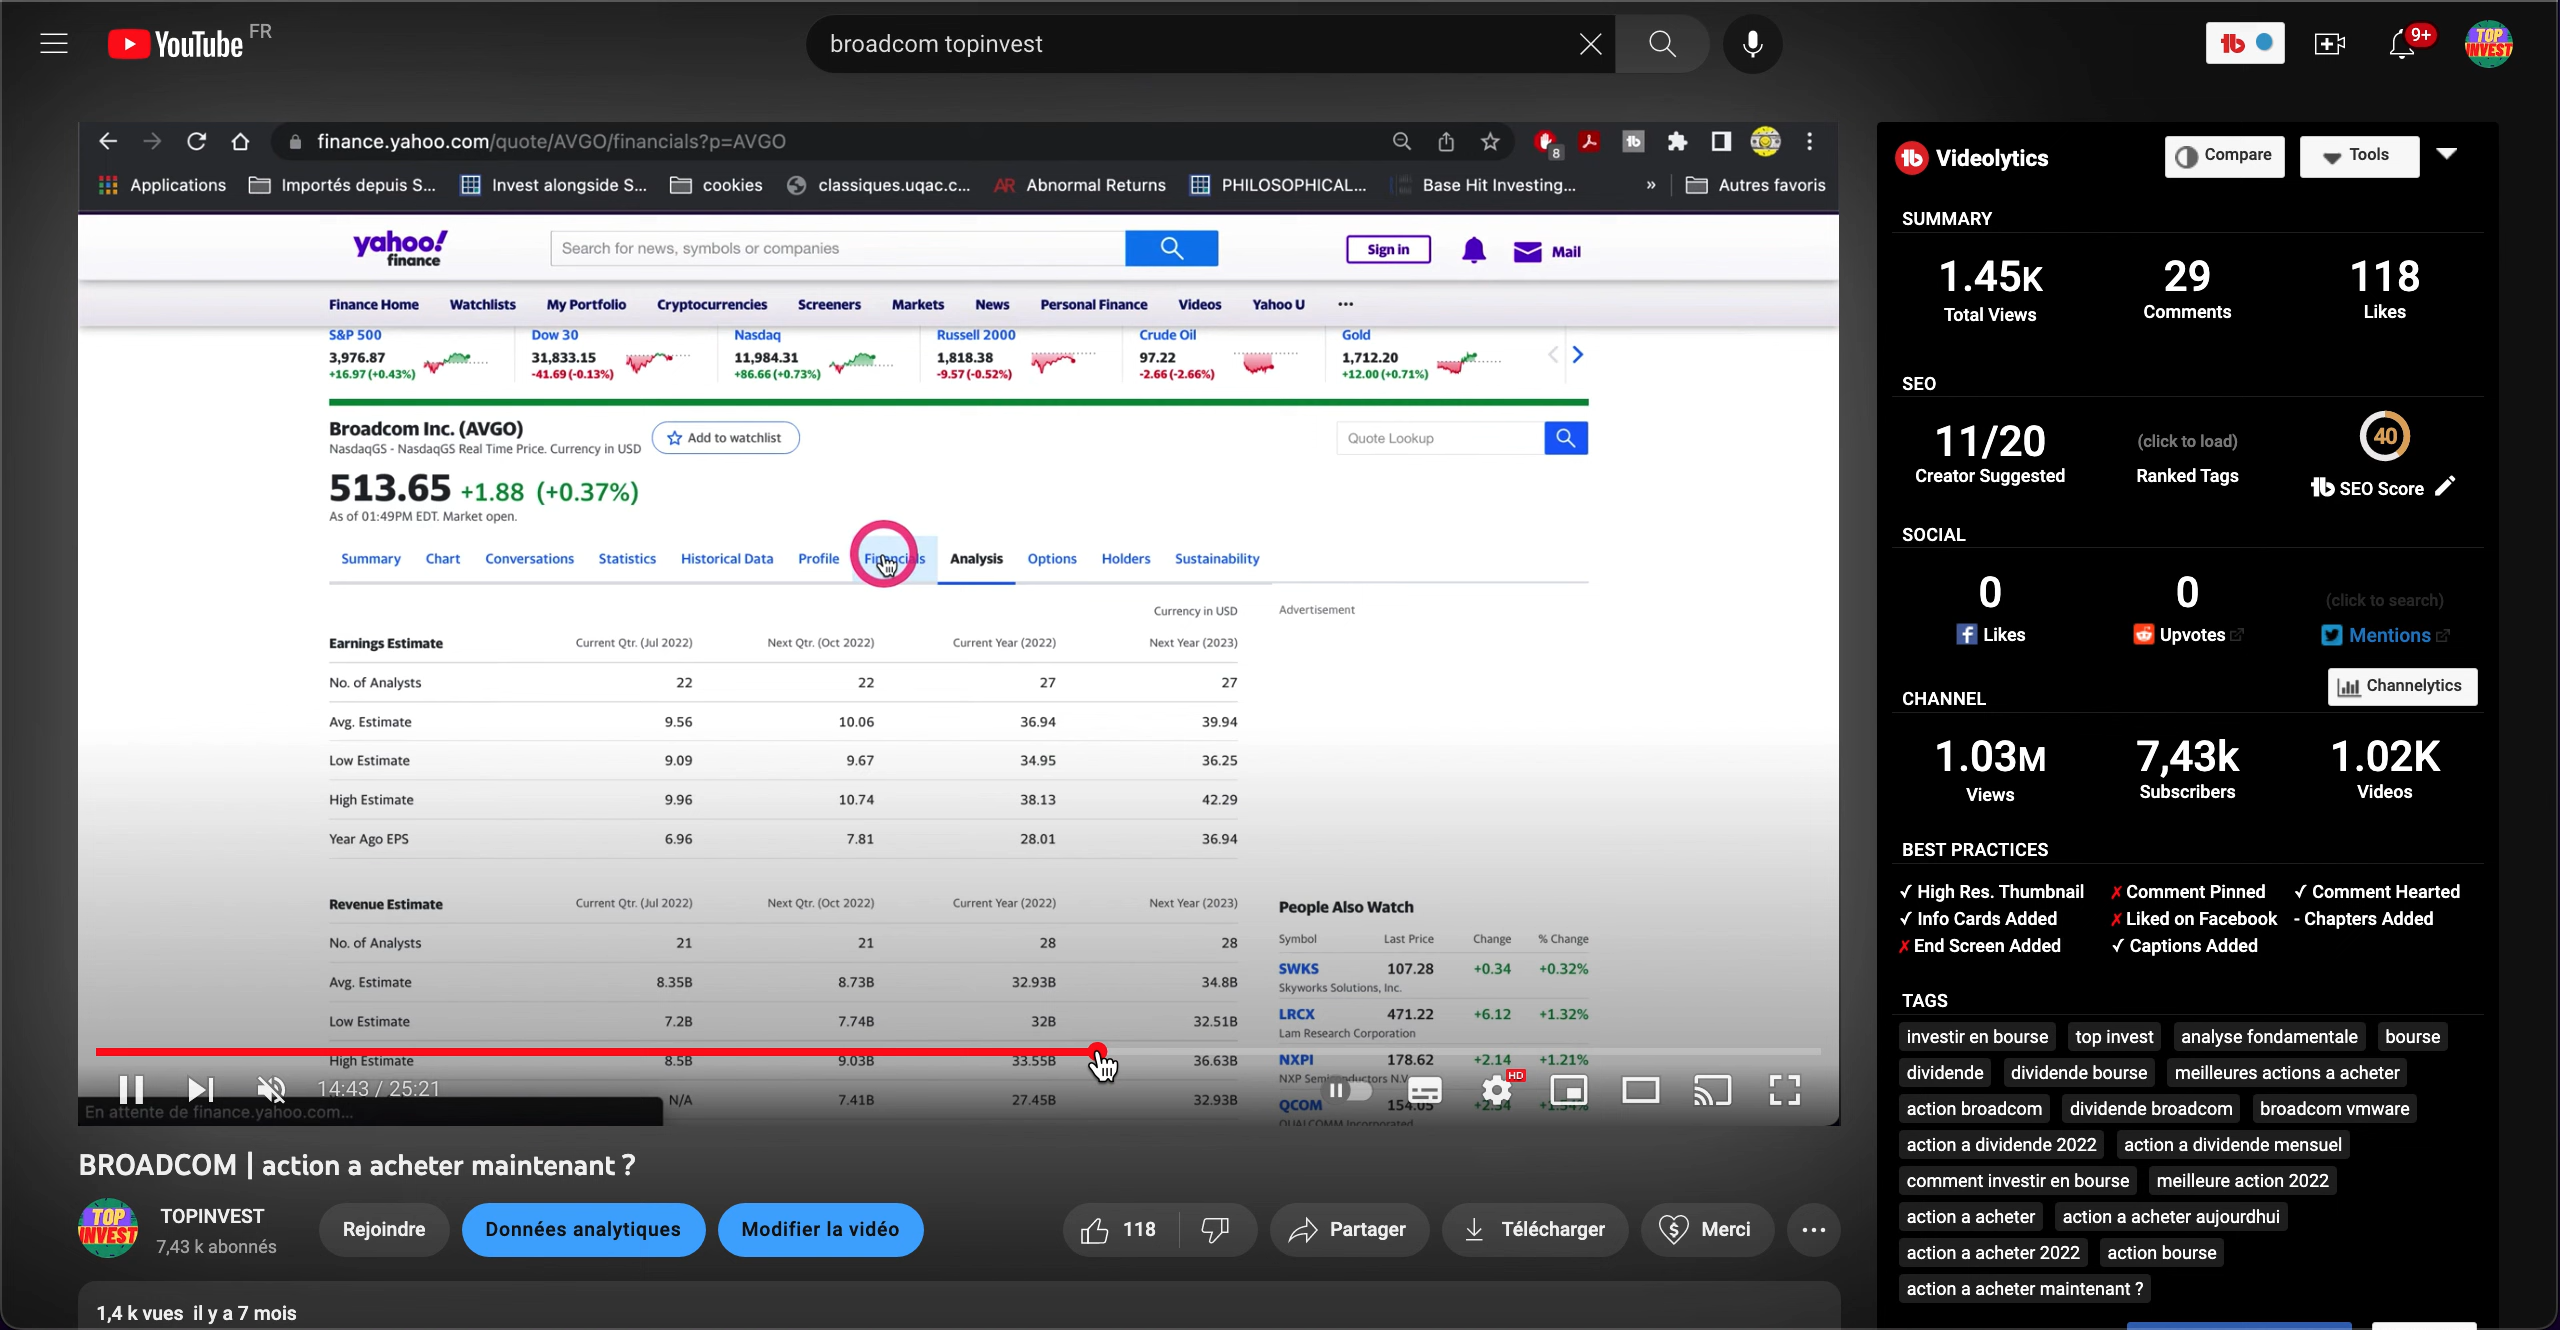 YouTube FR
broadcom topinvest
9+
TOP INVEST
finance.yahoo.com/quote/AVGO/financials?p=AVGO
8
Applications Importés depuis S... Invest alongside S... cookies classiques.uqac.c... AR Abnormal Returns PHILOSOPHICAL... Base Hit Investing... » Autres favoris
yahoo! finance
Search for news, symbols or companies
Sign in Mail
Finance Home Watchlists My Portfolio Cryptocurrencies Screeners Markets News Personal Finance Videos Yahoo U ...
S&P 500 Dow 30 Nasdaq Russell 2000 Crude Oil Gold
3,976.87 31,833.15 11,984.31 1,818.38 97.22 1,712.20
+16.97 (+0.43%) -41.69 (-0.13%) +86.66 (+0.73%) -9.57 (-0.52%) -2.66 (-2.66%) +12.00 (+0.71%)
Broadcom Inc. (AVGO)
NasdaqGS - NasdaqGS Real Time Price. Currency in USD
Add to watchlist
Quote Lookup
513.65 +1.88 (+0.37%)
As of 01:49PM EDT. Market open.
Summary Chart Conversations Statistics Historical Data Profile Financials Analysis Options Holders Sustainability
Currency in USD
Advertisement
Earnings Estimate Current Qtr. (Jul 2022) Next Qtr. (Oct 2022) Current Year (2022) Next Year (2023)
No. of Analysts 22 22 27 27
Avg. Estimate 9.56 10.06 36.94 39.94
Low Estimate 9.09 9.67 34.95 36.25
High Estimate 9.96 10.74 38.13 42.29
Year Ago EPS 6.96 7.81 28.01 36.94
Revenue Estimate Current Qtr. (Jul 2022) Next Qtr. (Oct 2022) Current Year (2022) Next Year (2023)
No. of Analysts 21 21 28 28
Avg. Estimate 8.35B 8.73B 32.93B 34.8B
Low Estimate 7.2B 7.74B 32B 32.51B
High Estimate 8.5B 9.03B 33.55B 36.63B
N/A 7.41B 27.45B 32.93B
People Also Watch
Symbol Last Price Change % Change
SWKS 107.28 +0.34 +0.32%
Skyworks Solutions, Inc.
LRCX 471.22 +6.12 +1.32%
Lam Research Corporation
NXPI 178.62 +2.14 +1.21%
NXP Semiconductors N.V.
QCOM 154.05 +2.34 +1.54%
QUALCOMM Incorporated
14:43 / 25:21
HD
En attente de finance.yahoo.com...
BROADCOM | action a acheter maintenant ?
TOP INVEST
TOPINVEST
7,43 k abonnés
Rejoindre
Données analytiques
Modifier la vidéo
118
Partager
Télécharger
Merci
1,4 k vues il y a 7 mois
Videolytics
Compare
Tools
SUMMARY
1.45K 29 118
Total Views Comments Likes
SEO
11/20 (click to load) 40
Creator Suggested Ranked Tags SEO Score
SOCIAL
0 0 (click to search)
Likes Upvotes Mentions
Channelytics
CHANNEL
1.03M 7,43k 1.02K
Views Subscribers Videos
BEST PRACTICES
✓ High Res. Thumbnail ✗ Comment Pinned ✓ Comment Hearted
✓ Info Cards Added ✗ Liked on Facebook - Chapters Added
✗ End Screen Added ✓ Captions Added
TAGS
investir en bourse top invest analyse fondamentale bourse
dividende dividende bourse meilleures actions a acheter
action broadcom dividende broadcom broadcom vmware
action a dividende 2022 action a dividende mensuel
comment investir en bourse meilleure action 2022
action a acheter action a acheter aujourdhui
action a acheter 2022 action bourse
action a acheter maintenant ?